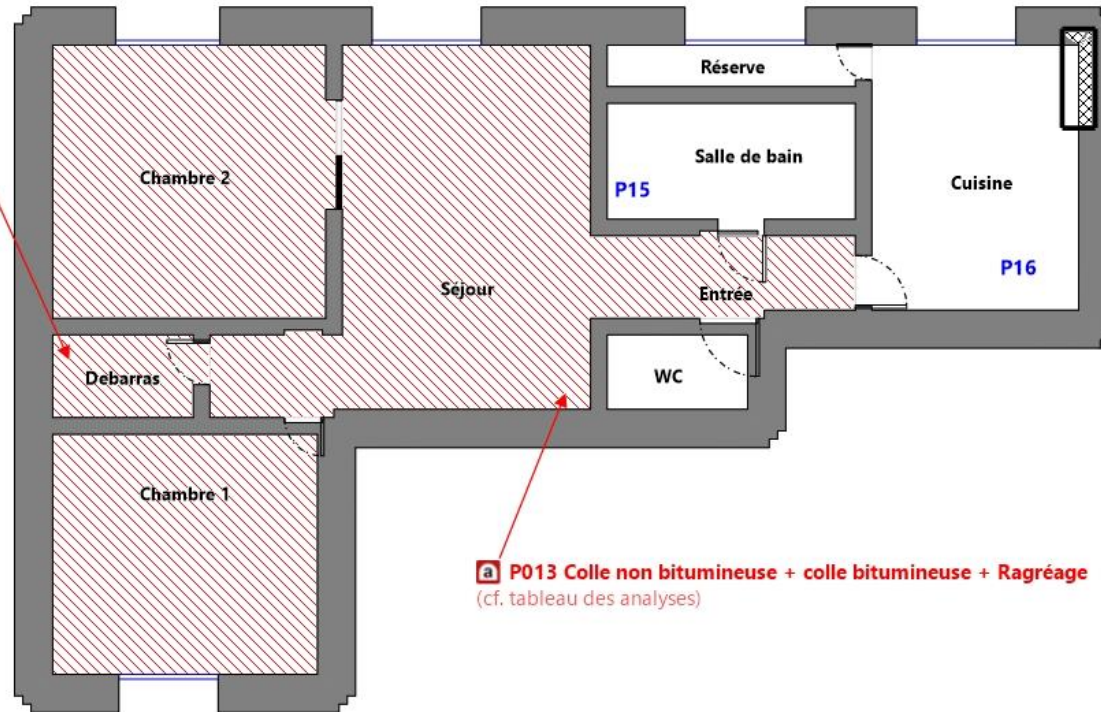 Réserve
Salle de bain
Chambre 2
P15
Cuisine
P16
Séjour
Entrée
Debarras
WC
Chambre 1
a P013 Colle non bitumineuse + colle bitumineuse + Ragréage
(cf. tableau des analyses)